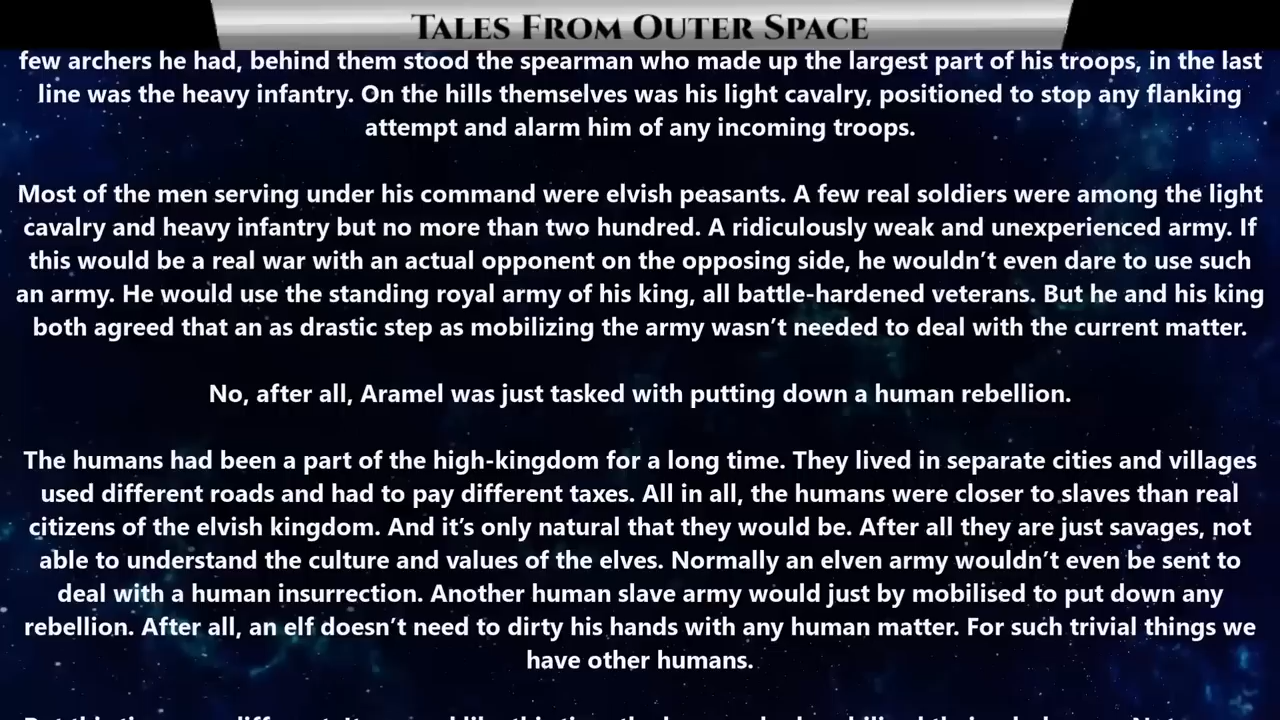 TALES FROM OUTER SPACE
few archers he had, behind them stood the spearman who made up the largest part of his troops, in the last
line was the heavy infantry. On the hills themselves was his light cavalry, positioned to stop any flanking
attempt and alarm him of any incoming troops.
Most of the men serving under his command were elvish peasants. A few real soldiers were among the light
cavalry and heavy infantry but no more than two hundred. A ridiculously weak and unexperienced army. If
this would be a real war with an actual opponent on the opposing side, he wouldn’t even dare to use such
an army. He would use the standing royal army of his king, all battle-hardened veterans. But he and his king
both agreed that an as drastic step as mobilizing the army wasn’t needed to deal with the current matter.
No, after all, Aramel was just tasked with putting down a human rebellion.
The humans had been a part of the high-kingdom for a long time. They lived in separate cities and villages
used different roads and had to pay different taxes. All in all, the humans were closer to slaves than real
citizens of the elvish kingdom. And it’s only natural that they would be. After all they are just savages, not
able to understand the culture and values of the elves. Normally an elven army wouldn’t even be sent to
deal with a human insurrection. Another human slave army would just by mobilised to put down any
rebellion. After all, an elf doesn’t need to dirty his hands with any human matter. For such trivial things we
have other humans.